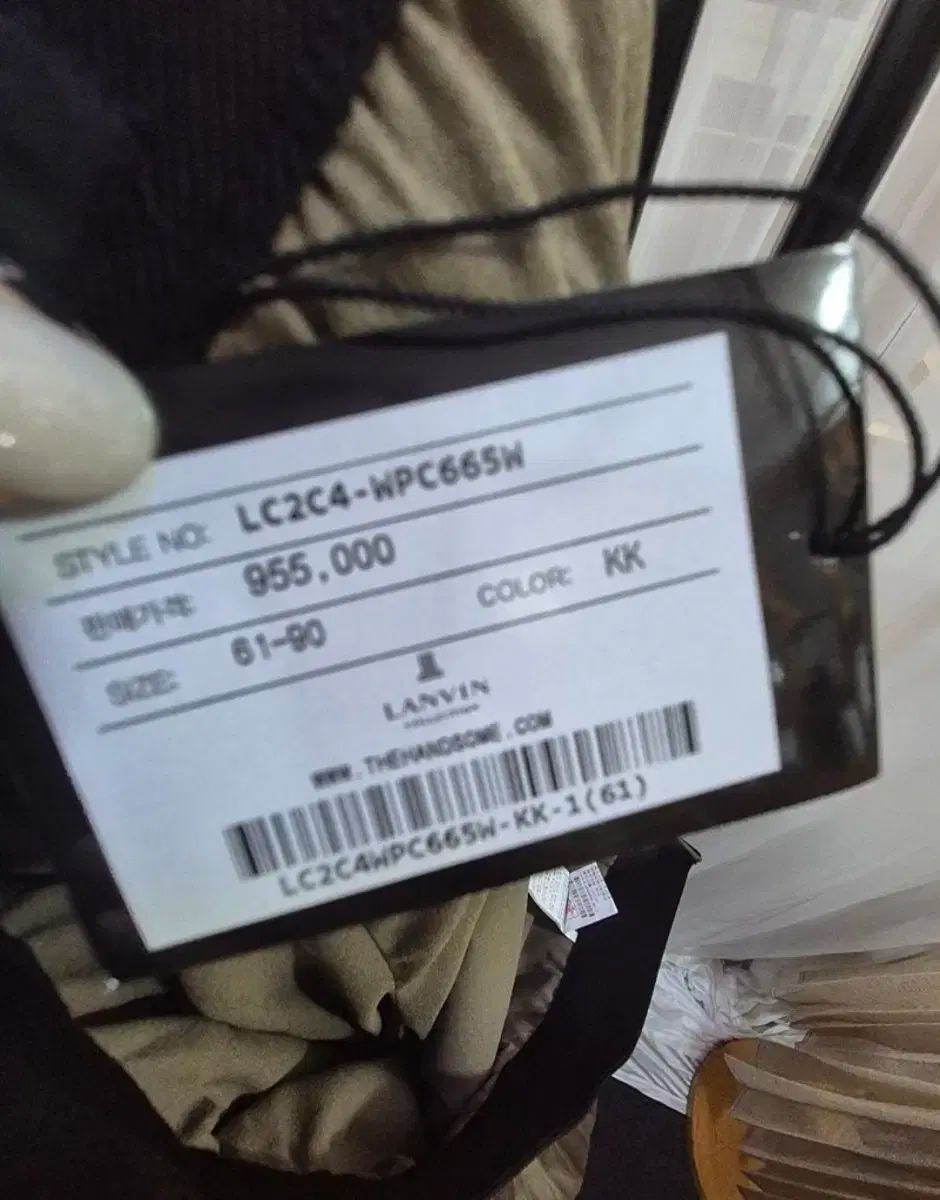 STYLE NO: LC2C4-WPC665W
판매가격: 955,000
SIZE: 61-90 COLOR: KK
LANVIN
COLLECTION
WWW.THEHANDSOME.COM
LC2C4WPC665W-KK-1(61)